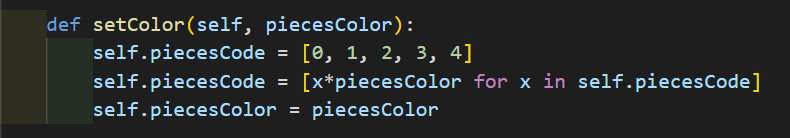 def setColor(self, piecesColor):
    self.piecesCode = [0, 1, 2, 3, 4]
    self.piecesCode = [x*piecesColor for x in self.piecesCode]
    self.piecesColor = piecesColor